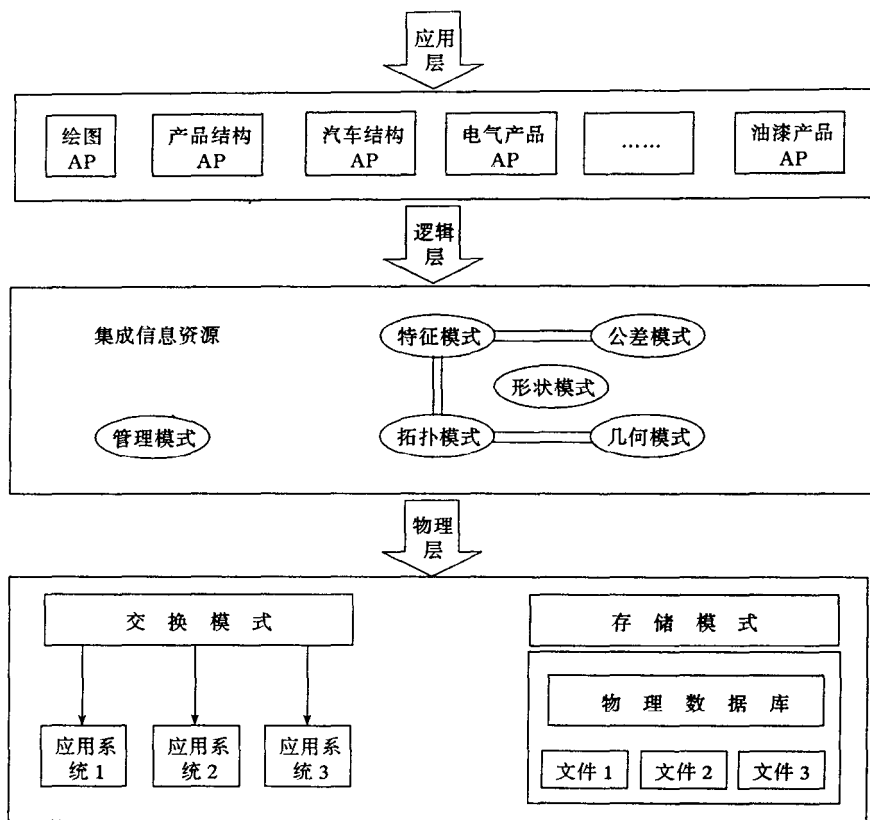 应用
层
绘图
AP
产品结构
AP
汽车结构
AP
电气产品
AP
……
油漆产品
AP
逻辑
层
集成信息资源
特征模式
公差模式
形状模式
管理模式
拓扑模式
几何模式
物理
层
交 换 模 式
存 储 模 式
物 理 数 据 库
应用系
统 1
应用系
统 2
应用系
统 3
文件 1
文件 2
文件 3